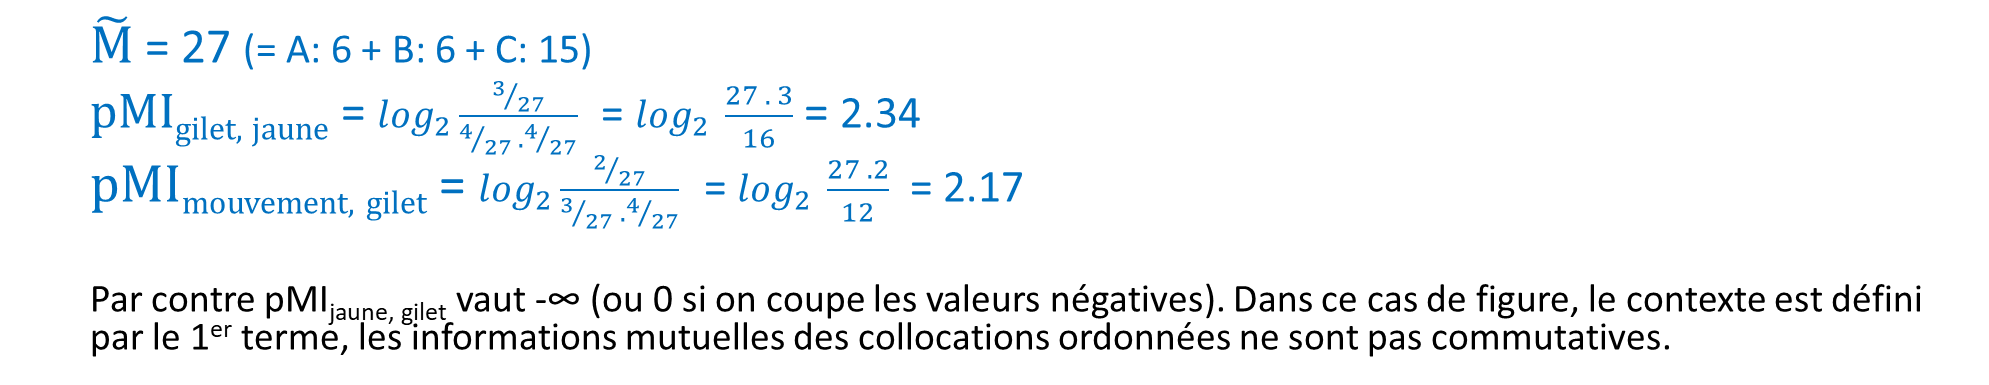 M̃ = 27 (= A: 6 + B: 6 + C: 15)
pMI_gilet, jaune = log₂ (3/27)/(4/27 . 4/27) = log₂ (27 . 3)/16 = 2.34
pMI_mouvement, gilet = log₂ (2/27)/(3/27 . 4/27) = log₂ (27 .2)/12 = 2.17
Par contre pMI_jaune, gilet vaut -∞ (ou 0 si on coupe les valeurs négatives). Dans ce cas de figure, le contexte est défini
par le 1er terme, les informations mutuelles des collocations ordonnées ne sont pas commutatives.